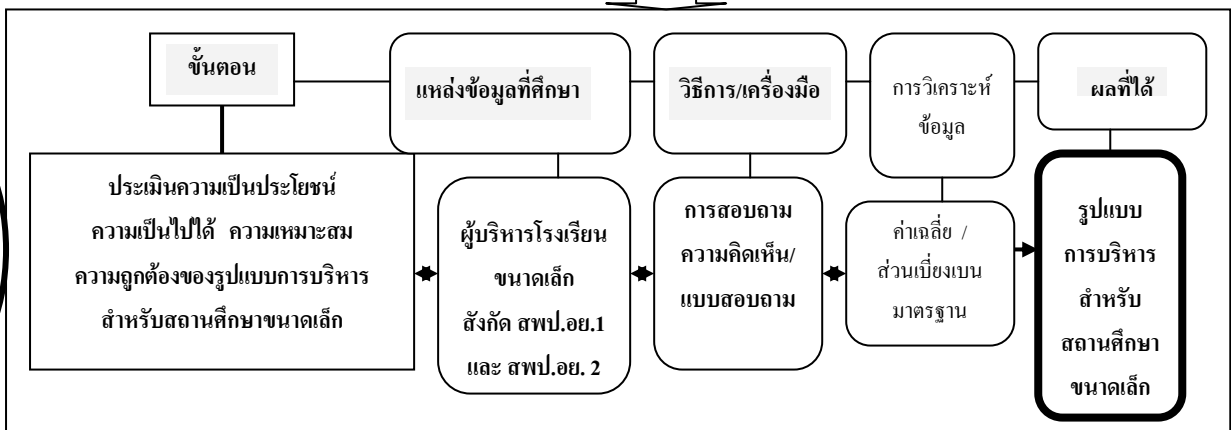 ขั้นตอน
แหล่งข้อมูลที่ศึกษา
วิธีการ/เครื่องมือ
การวิเคราะห์
ข้อมูล
ผลที่ได้
ประเมินความเป็นประโยชน์
ความเป็นไปได้ ความเหมาะสม
ความถูกต้องของรูปแบบการบริหาร
สำหรับสถานศึกษาขนาดเล็ก
ผู้บริหารโรงเรียน
ขนาดเล็ก
สังกัด สพป.อย.1
และ สพป.อย. 2
การสอบถาม
ความคิดเห็น/
แบบสอบถาม
ค่าเฉลี่ย /
ส่วนเบี่ยงเบน
มาตรฐาน
รูปแบบ
การบริหาร
สำหรับ
สถานศึกษา
ขนาดเล็ก